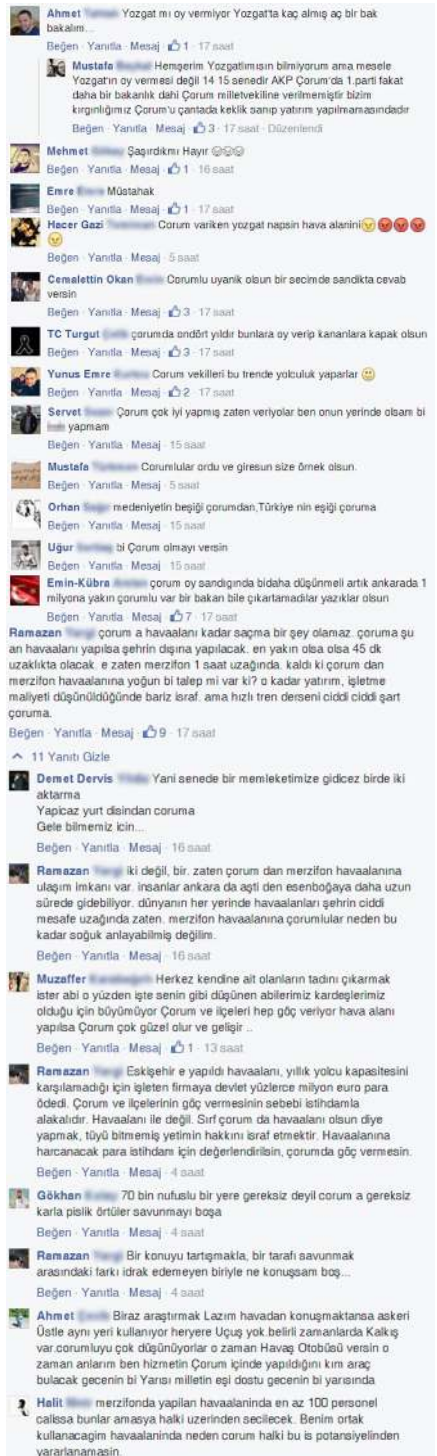 Ahmet Yozgat mı oy vermiyor Yozgat'ta kaç almış aç bir bak
bakalım...
Beğen · Yanıtla · Mesaj · 1 · 17 saat
Mustafa Hemşerim Yozgatlımısın bilmiyorum ama mesele
Yozgat'ın oy vermesi değil 14 15 senedir AKP Çorum'da 1.parti fakat
daha bir bakanlık dahi Çorum milletvekiline verilmemiştir bizim
kırgınlığımız Çorum'u çantada keklik sanıp yatırım yapılmamasındadır
Beğen · Yanıtla · Mesaj · 3 · 17 saat · Düzenlendi
Mehmet Şaşırdıkmı Hayır
Beğen · Yanıtla · Mesaj · 1 · 16 saat
Emre Müstahak
Beğen · Yanıtla · Mesaj · 1 · 17 saat
Hacer Gazi Corum variken yozgat napsin hava alanini
Beğen · Yanıtla · Mesaj · 5 saat
Cemalettin Okan Corumlu uyanik olsun bir secimde sandikta cevab
versin
Beğen · Yanıtla · Mesaj · 3 · 17 saat
TC Turgut çorumda ondört yıldır bunlara oy verip kananlara kapak olsun
Beğen · Yanıtla · Mesaj · 3 · 17 saat
Yunus Emre Corum vekilleri bu trende yolculuk yaparlar
Beğen · Yanıtla · Mesaj · 2 · 17 saat
Servet Çorum çok iyi yapmış zaten veriyolar ben onun yerinde olsam bi
yapmam
Beğen · Yanıtla · Mesaj · 15 saat
Mustafa Corumlular ordu ve giresun size örnek olsun.
Beğen · Yanıtla · Mesaj · 5 saat
Orhan medeniyetin beşiği çorumdan,Türkiye nin eşiği çoruma
Beğen · Yanıtla · Mesaj · 15 saat
Uğur bi Çorum olmayı versin
Beğen · Yanıtla · Mesaj · 15 saat
Emin-Kübra çorum oy sandıgında bidaha düşünmeli artık ankarada 1
milyona yakın çorumlu var bir bakan bile çıkartamadılar yazıklar olsun
Beğen · Yanıtla · Mesaj · 7 · 17 saat
Ramazan çorum a havaalanı kadar saçma bir şey olamaz. çoruma şu
an havaalanı yapılsa şehrin dışına yapılacak. en yakın olsa olsa 45 dk
uzaklıkta olacak. e zaten merzifon 1 saat uzağında. kaldı ki çorum dan
merzifon havaalanına yoğun bi talep mi var ki? o kadar yatırım, işletme
maliyeti düşünüldüğünde bariz israf. ama hızlı tren derseni ciddi ciddi şart
çoruma.
Beğen · Yanıtla · Mesaj · 9 · 17 saat
11 Yanıtı Gizle
Demet Dervis Yani senede bir memleketimize gidicez birde iki
aktarma
Yapicaz yurt disindan coruma
Gele bilmemiz icin...
Beğen · Yanıtla · Mesaj · 16 saat
Ramazan iki değil, bir. zaten çorum dan merzifon havaalanına
ulaşım imkanı var. insanlar ankara da aşti den esenboğaya daha uzun
sürede gidebiliyor. dünyanın her yerinde havaalanları şehrin ciddi
mesafe uzağında zaten. merzifon havaalanına çorumlular neden bu
kadar soğuk anlayabilmiş değilim.
Beğen · Yanıtla · Mesaj · 16 saat
Muzaffer Herkez kendine ait olanların tadını çıkarmak
ister abi o yüzden işte senin gibi düşünen abilerimiz kardeşlerimiz
olduğu için büyümüyor Çorum ve ilçeleri hep göç veriyor hava alanı
yapılsa Çorum çok güzel olur ve gelişir ..
Beğen · Yanıtla · Mesaj · 1 · 13 saat
Ramazan Eskişehir e yapıldı havaalanı, yıllık yolcu kapasitesini
karşılamadığı için işleten firmaya devlet yüzlerce milyon euro para
ödedi. Çorum ve ilçelerinin göç vermesinin sebebi istihdamla
alakalıdır. Havaalanı ile değil. Sırf çorum da havaalanı olsun diye
yapmak, tüyü bitmemiş yetimin hakkını israf etmektir. Havaalanına
harcanacak para istihdam için değerlendirilsin, çorumda göç vermesin.
Beğen · Yanıtla · Mesaj · 4 saat
Gökhan 70 bin nufuslu bir yere gereksiz deyil corum a gereksiz
karla pislik örtüler savunmayı boşa
Beğen · Yanıtla · Mesaj · 4 saat
Ramazan Bir konuyu tartışmakla, bir tarafı savunmak
arasındaki farkı idrak edemeyen biriyle ne konuşsam boş...
Beğen · Yanıtla · Mesaj · 4 saat
Ahmet Biraz araştırmak Lazım havadan konuşmaktansa askeri
Üstle aynı yeri kullanıyor heryere Uçuş yok.belirli zamanlarda Kalkış
var.corumluyu çok düşünüyorlar o zaman Havaş Otobüsü versin o
zaman anlarım ben hizmetin Çorum içinde yapıldığını kım araç
bulacak gecenin bi Yarısı milletin eşi dostu gecenin bi yarısında
Halit merzifonda yapilan havaalaninda en az 100 personel
calissa bunlar amasya halki uzerinden secilecek. Benim ortak
kullanacagim havaalaninda neden corum halki bu is potansiyelinden
yararlanamasin.